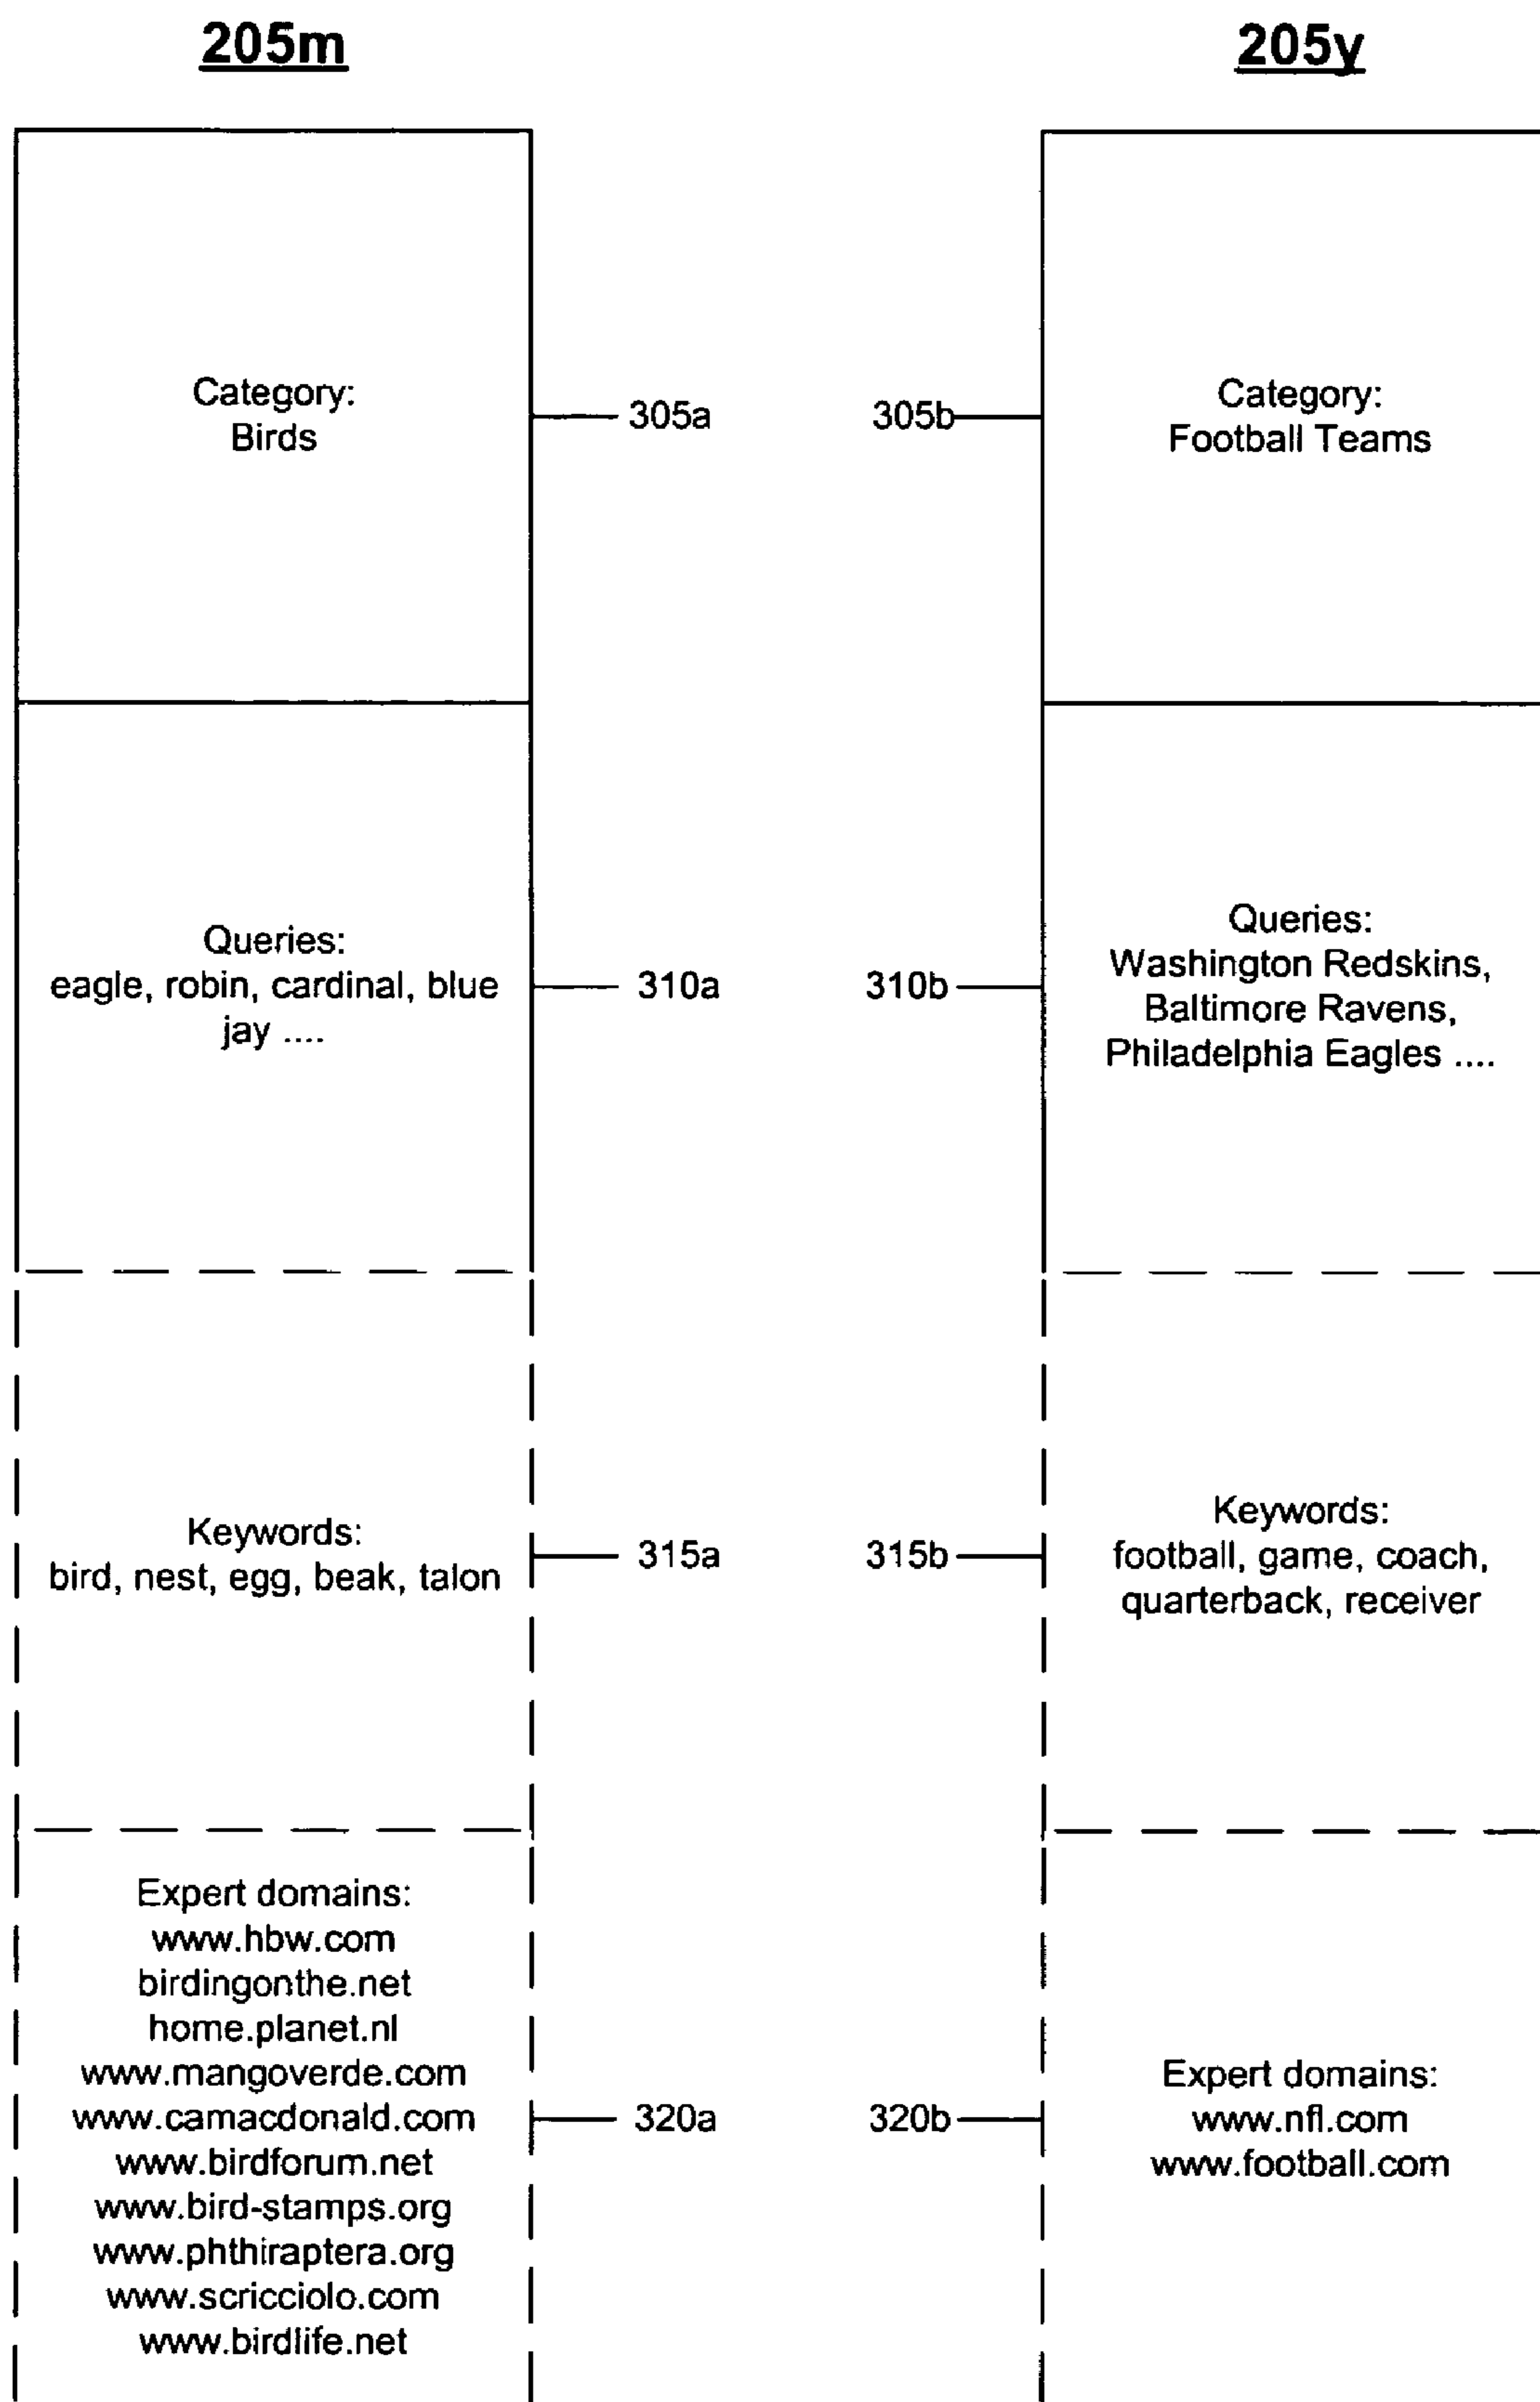 205m
205y
Category:
Birds
305a
305b
Category:
Football Teams
Queries:
eagle, robin, cardinal, blue
jay ....
310a
310b
Queries:
Washington Redskins,
Baltimore Ravens,
Philadelphia Eagles ....
Keywords:
bird, nest, egg, beak, talon
315a
315b
Keywords:
football, game, coach,
quarterback, receiver
Expert domains:
www.hbw.com
birdingonthe.net
home.planet.nl
www.mangoverde.com
www.camacdonald.com
www.birdforum.net
www.bird-stamps.org
www.phthiraptera.org
www.scricciolo.com
www.birdlife.net
320a
320b
Expert domains:
www.nfl.com
www.football.com